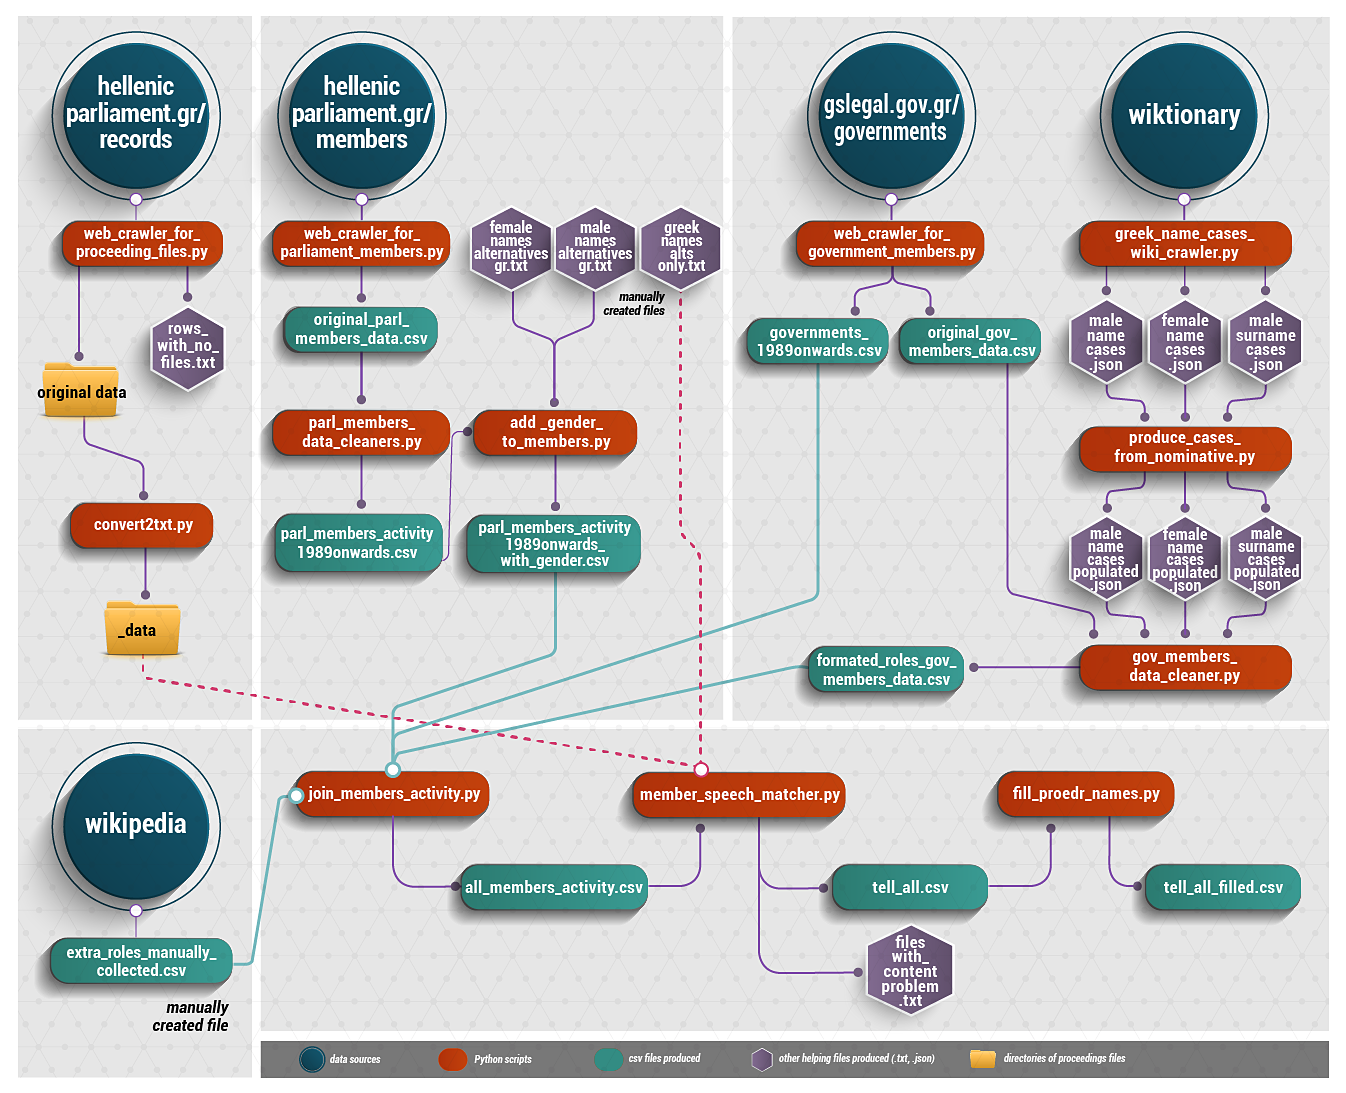 hellenic
parliament.gr/
records
web_crawler_for_
proceeding_files.py
rows_
with_no_
files.txt
original data
convert2txt.py
_data
hellenic
parliament.gr/
members
web_crawler_for_
parliament_members.py
original_parl_
members_data.csv
parl_members_
data_cleaners.py
parl_members_activity
1989onwards.csv
female
names
alternatives
gr.txt
male
names
alternatives
gr.txt
greek
names
alts
only.txt
manually
created files
add _gender_
to_members.py
parl_members_activity
1989onwards_
with_gender.csv
gslegal.gov.gr/
governments
web_crawler_for_
government_members.py
governments_
1989onwards.csv
original_gov_
members_data.csv
wiktionary
greek_name_cases_
wiki_crawler.py
male
name
cases
.json
female
name
cases
.json
male
surname
cases
.json
produce_cases_
from_nominative.py
male
name
cases
populated
.json
female
name
cases
populated
.json
male
surname
cases
populated
.json
gov_members_
data_cleaner.py
formated_roles_gov_
members_data.csv
wikipedia
extra_roles_manually_
collected.csv
manually
created file
join_members_activity.py
all_members_activity.csv
member_speech_matcher.py
tell_all.csv
files
with_
content
problem
.txt
fill_proedr_names.py
tell_all_filled.csv
data sources
Python scripts
csv files produced
other helping files produced (.txt, .json)
directories of proceedings files